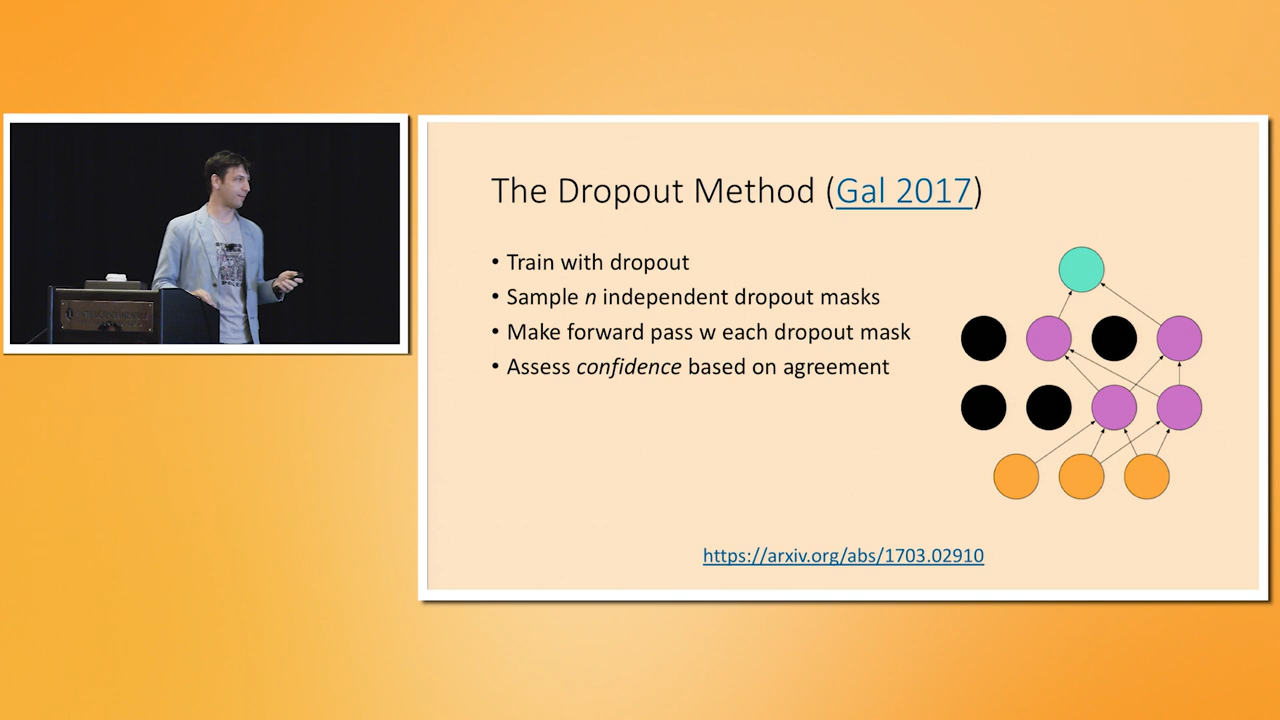 The Dropout Method (Gal 2017)
• Train with dropout
• Sample n independent dropout masks
• Make forward pass w each dropout mask
• Assess confidence based on agreement
https://arxiv.org/abs/1703.02910